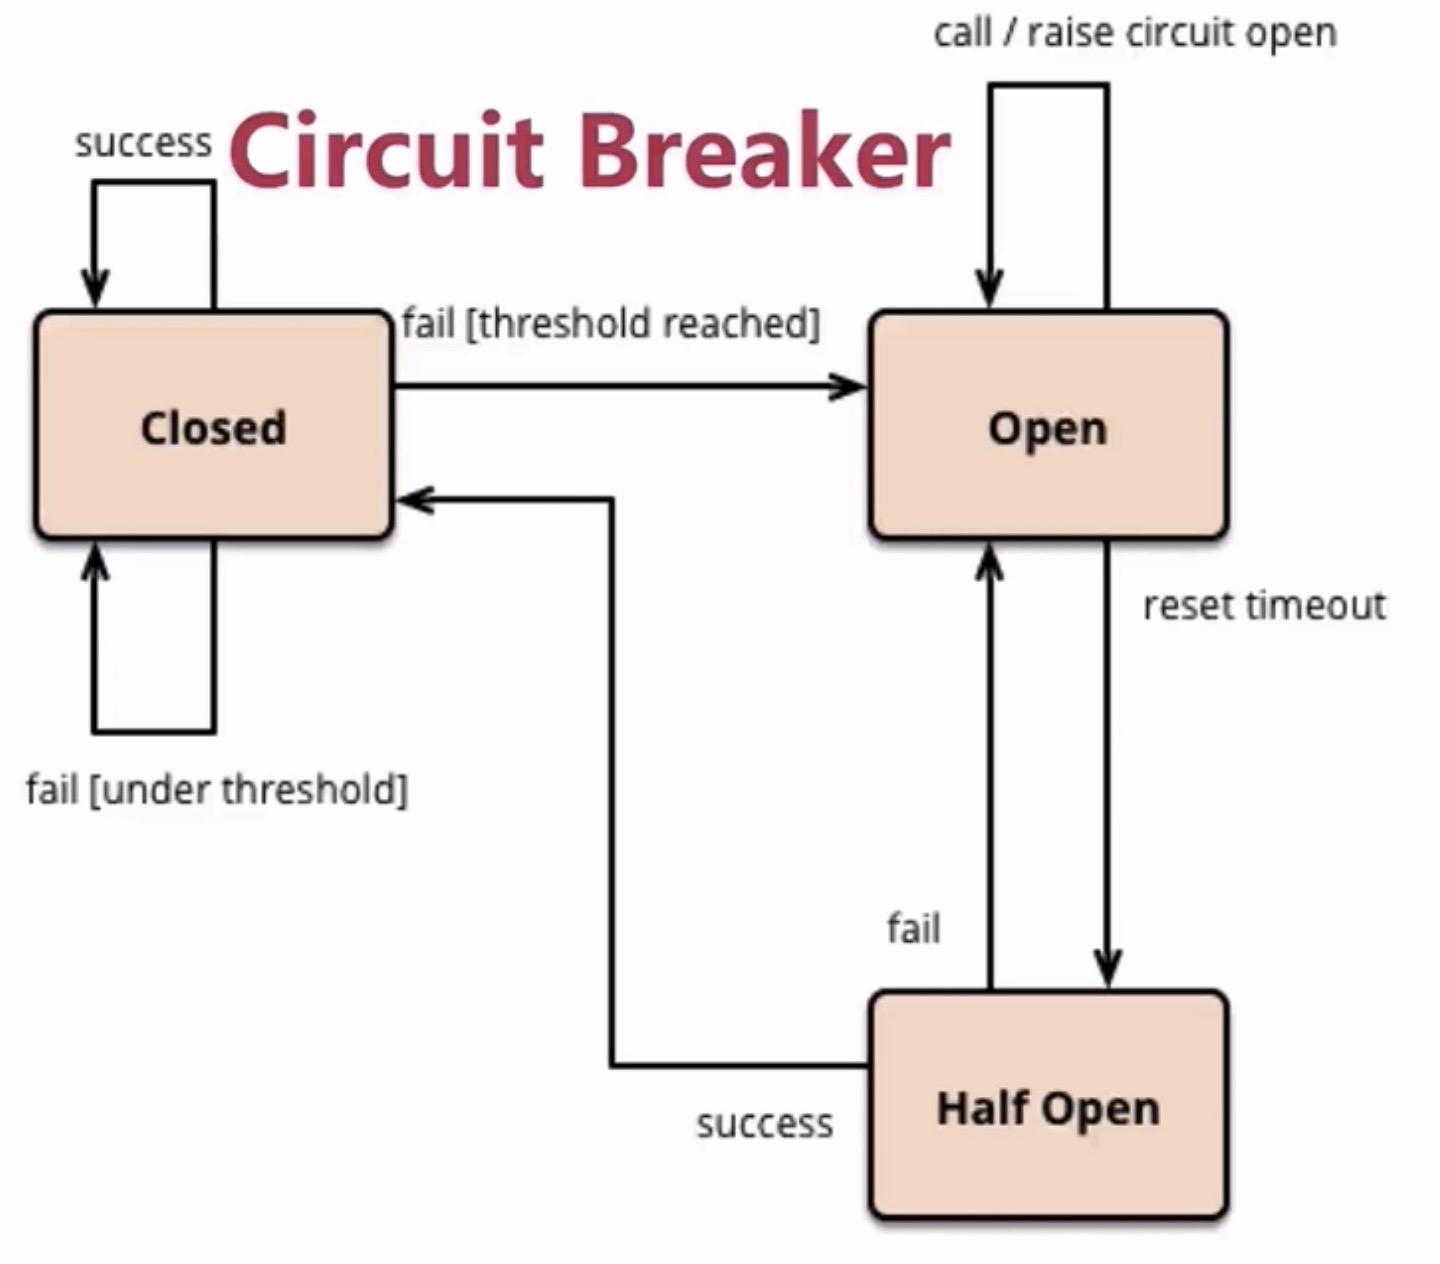 call / raise circuit open
success
Circuit Breaker
fail [threshold reached]
Closed
Open
reset timeout
fail [under threshold]
fail
Half Open
success